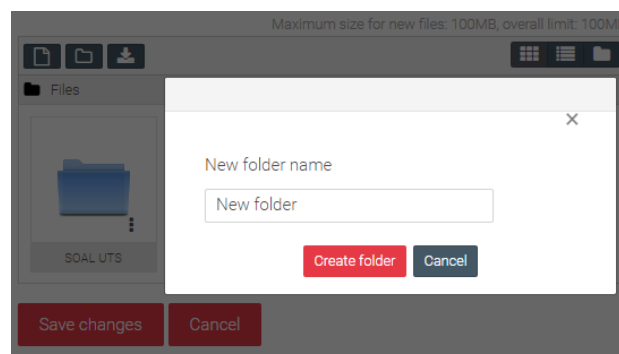 Maximum size for new files: 100MB, overall limit: 100M
Files
New folder name
New folder
Create folder Cancel
SOAL UTS
Save changes Cancel